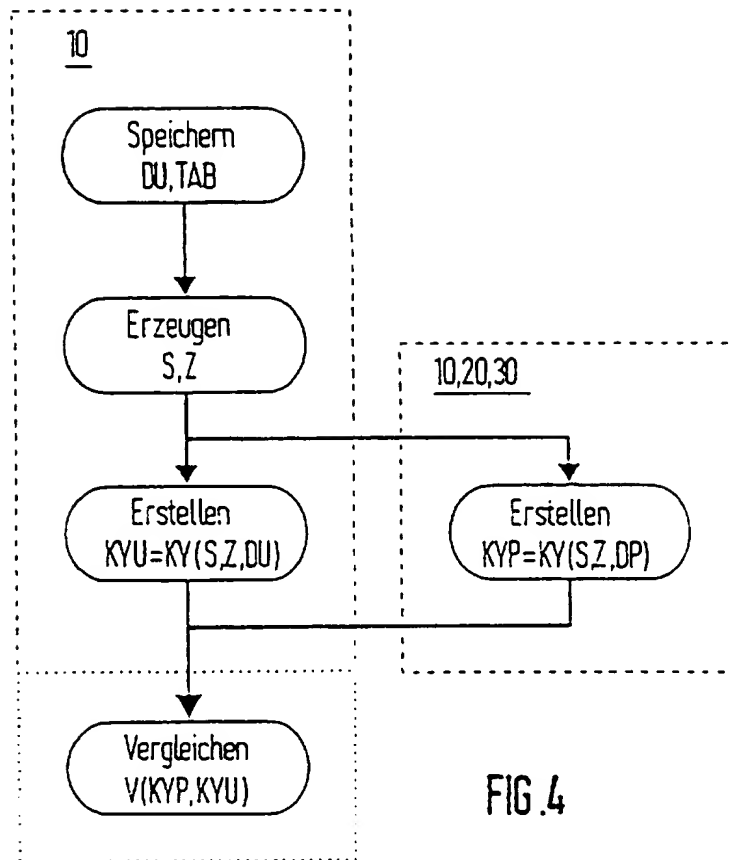 10
Speichern
DU,TAB
Erzeugen
S,Z
10,20,30
Erstellen
KYU=KY(S,Z,DU)
Erstellen
KYP=KY(S,Z,DP)
Vergleichen
V(KYP,KYU)
FIG.4